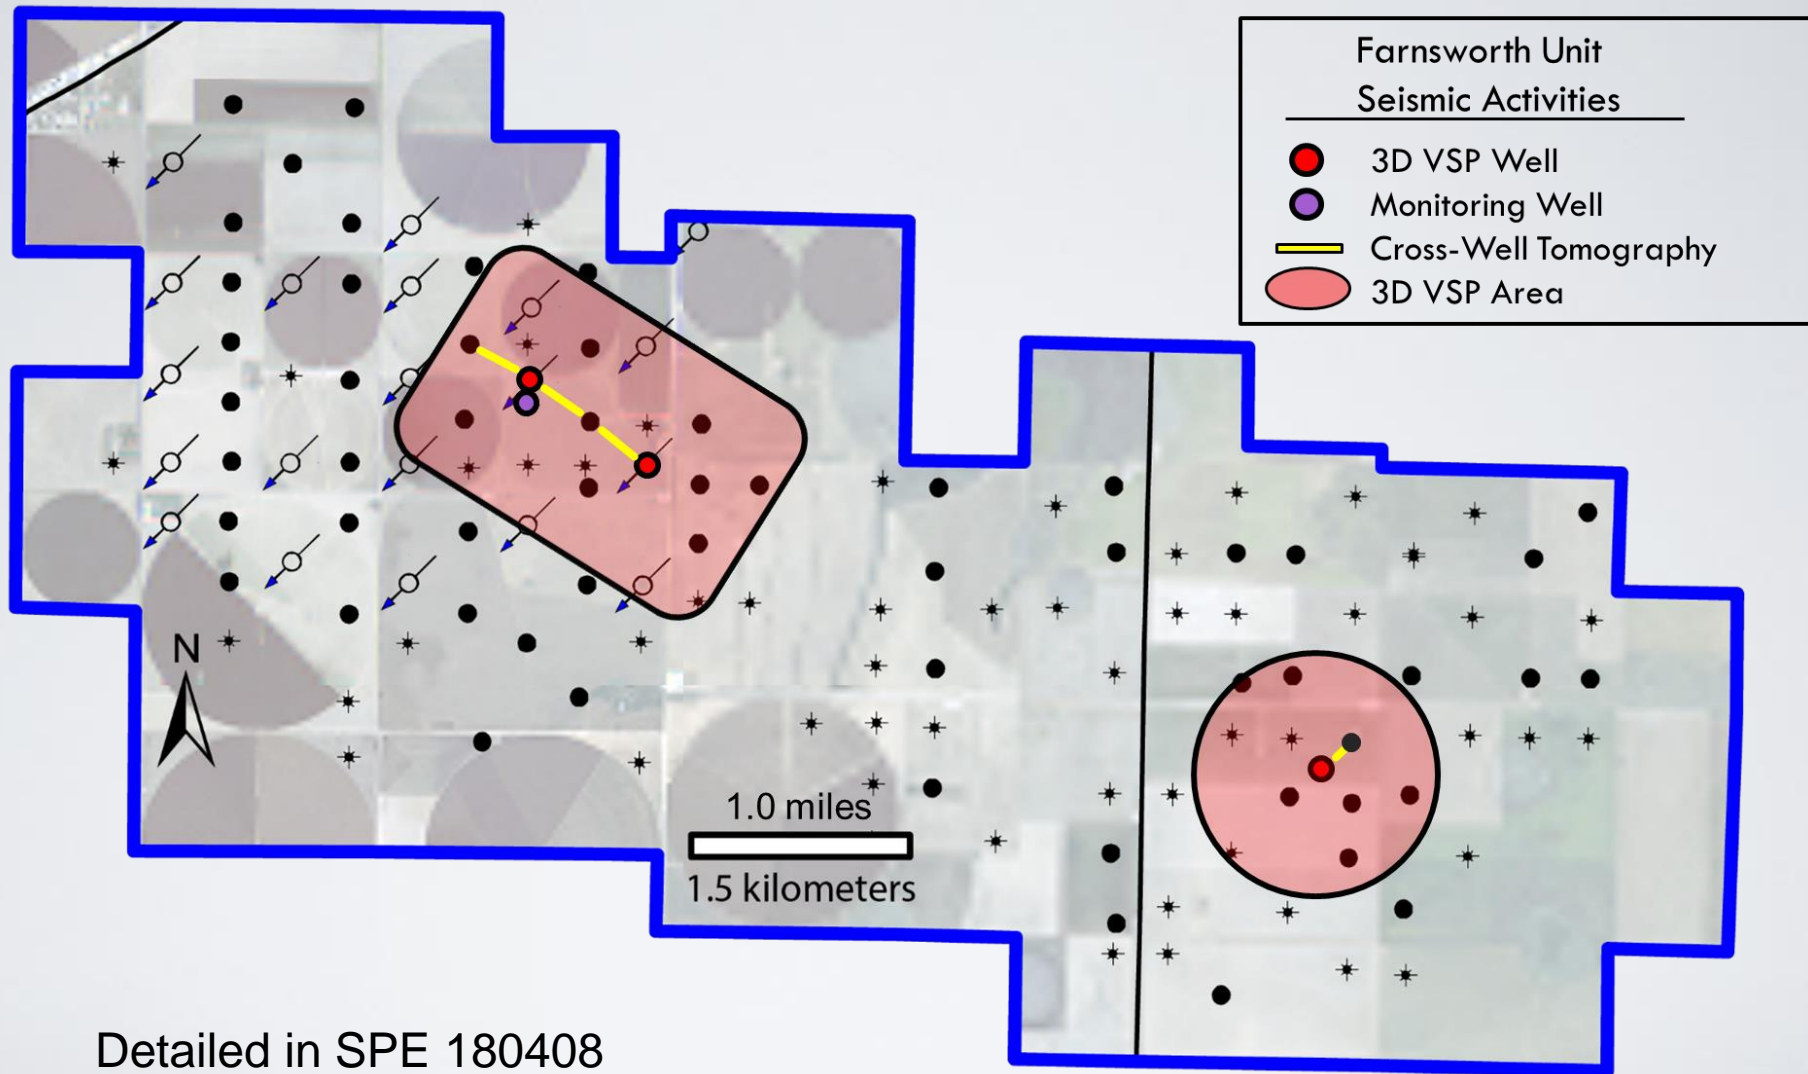 Farnsworth Unit
Seismic Activities
3D VSP Well
Monitoring Well
Cross-Well Tomography
3D VSP Area
N
1.0 miles
1.5 kilometers
Detailed in SPE 180408